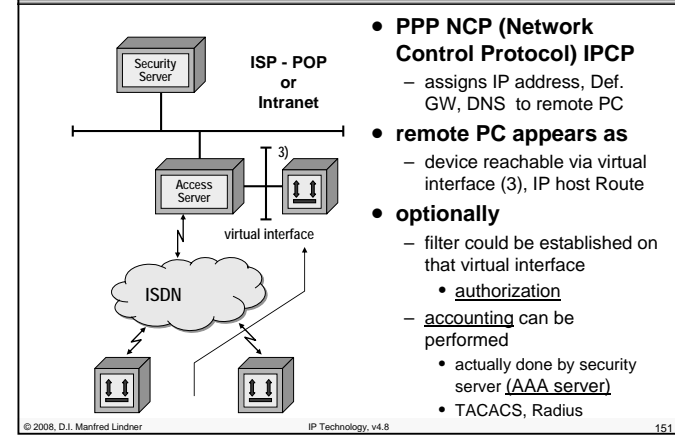 Security
Server
ISP - POP
or
Intranet
3)
Access
Server
virtual interface
ISDN
• PPP NCP (Network
Control Protocol) IPCP
– assigns IP address, Def.
GW, DNS to remote PC
• remote PC appears as
– device reachable via virtual
interface (3), IP host Route
• optionally
– filter could be established on
that virtual interface
• authorization
– accounting can be
performed
• actually done by security
server (AAA server)
• TACACS, Radius
© 2008, D.I. Manfred Lindner
IP Technology, v4.8
151